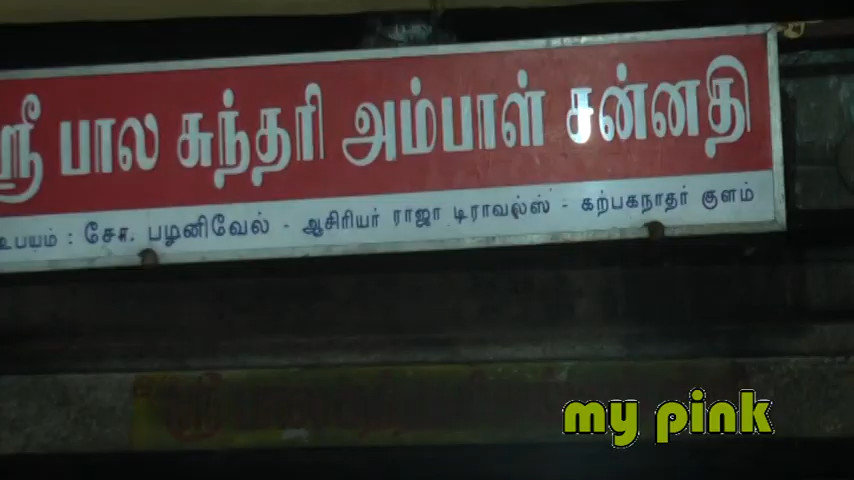 ஸ்ரீ பால சுந்தரி அம்பாள் சன்னதி
உபயம் : சோ. பழனிவேல் - ஆசிரியர் ராஜா டிராவல்ஸ் - கற்பகநாதர் குளம்
my pink